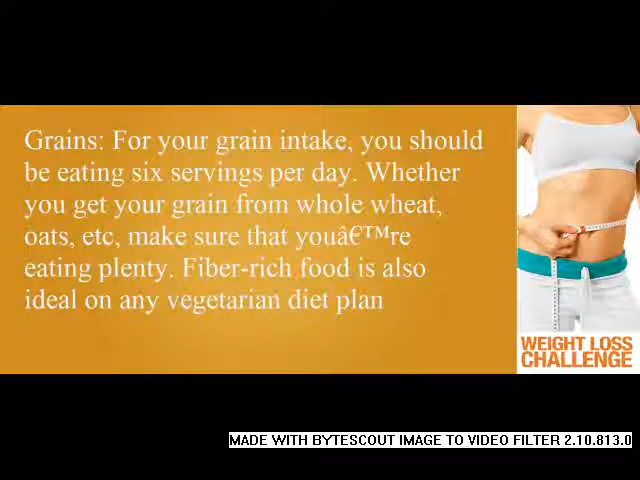 Grains: For your grain intake, you should
be eating six servings per day. Whether
you get your grain from whole wheat,
oats, etc, make sure that youâ€™re
eating plenty. Fiber-rich food is also
ideal on any vegetarian diet plan
WEIGHT LOSS
CHALLENGE
MADE WITH BYTESCOUT IMAGE TO VIDEO FILTER 2.10.813.0